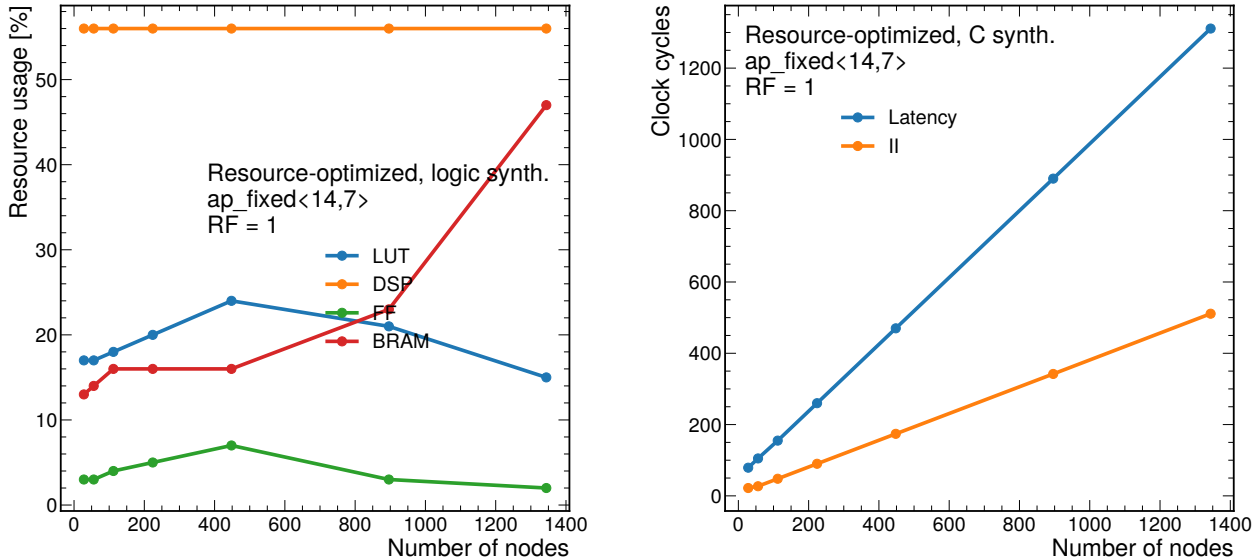 Resource usage [%]
50
40
30
20
10
0
Resource-optimized, logic synth.
ap_fixed<14,7>
RF = 1
LUT
DSP
FF
BRAM
0 200 400 600 800 1000 1200 1400
Number of nodes
Clock cycles
1200
1000
800
600
400
200
0
Resource-optimized, C synth.
ap_fixed<14,7>
RF = 1
Latency
II
0 200 400 600 800 1000 1200 1400
Number of nodes